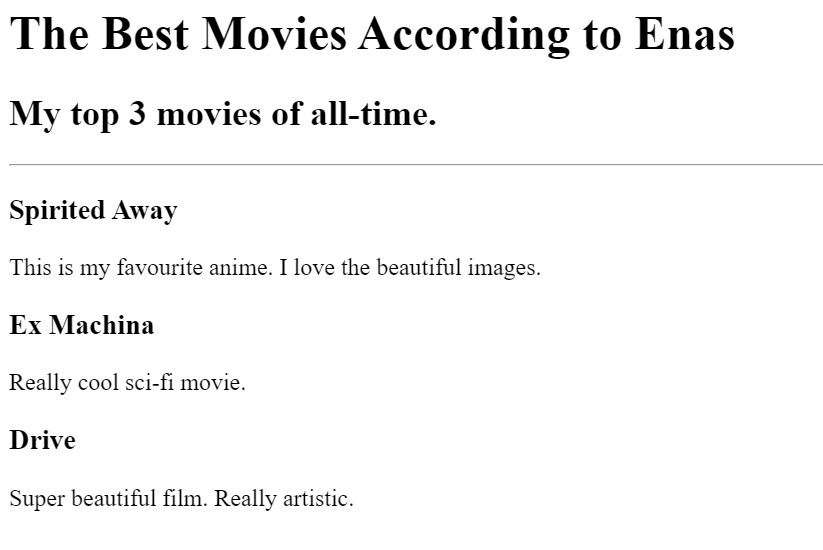 The Best Movies According to Enas
My top 3 movies of all-time.
Spirited Away
This is my favourite anime. I love the beautiful images.
Ex Machina
Really cool sci-fi movie.
Drive
Super beautiful film. Really artistic.